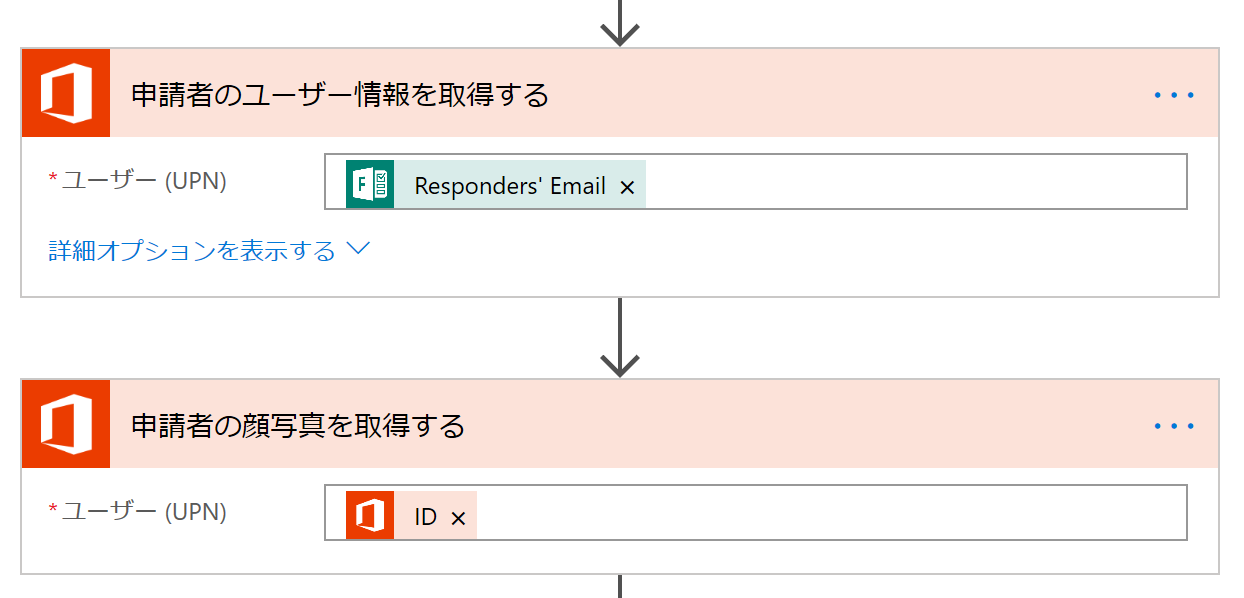 申請者のユーザー情報を取得する
* ユーザー (UPN)
F Responders' Email ×
詳細オプションを表示する
申請者の顔写真を取得する
* ユーザー (UPN)
ID ×